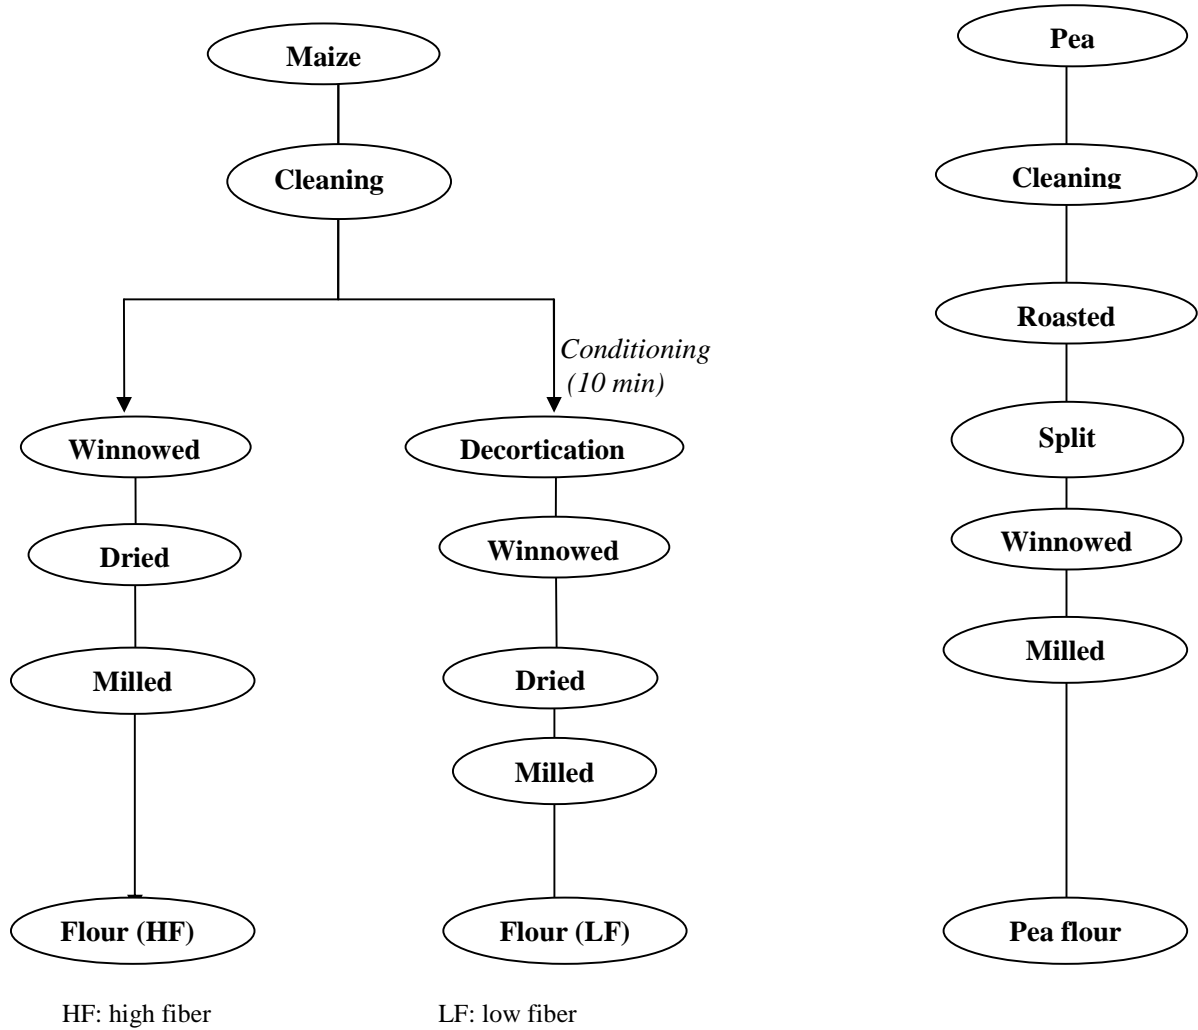 Maize
Cleaning
Conditioning
(10 min)
Winnowed
Dried
Milled
Flour (HF)
Decortication
Winnowed
Dried
Milled
Flour (LF)
Pea
Cleaning
Roasted
Split
Winnowed
Milled
Pea flour
HF: high fiber
LF: low fiber